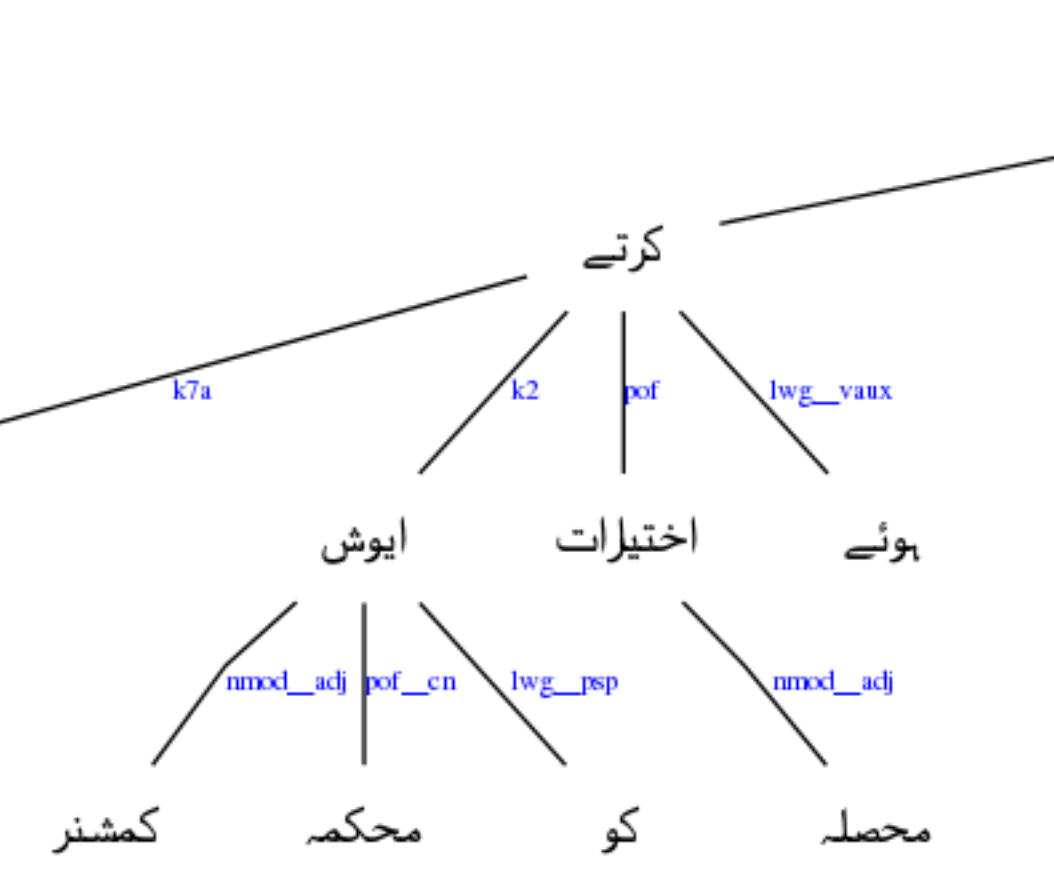 کرتے
k7a k2 pof lwg__vaux
ایوش اختیارات ہوئے
nmod__adj pof__cn lwg__psp nmod__adj
کمشنر محکمہ کو محصلہ